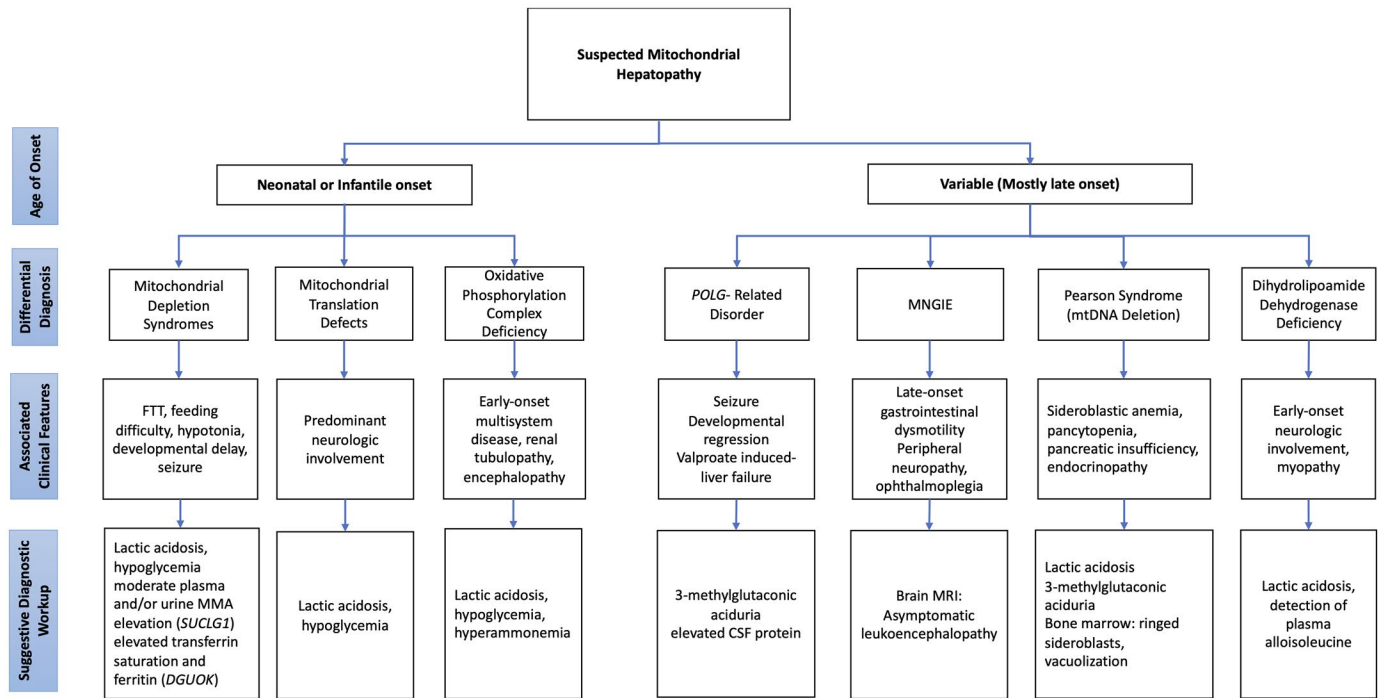 Suspected Mitochondrial
Hepatopathy
Age of Onset
Neonatal or Infantile onset
Variable (Mostly late onset)
Differential
Diagnosis
Mitochondrial
Depletion
Syndromes
Mitochondrial
Translation
Defects
Oxidative
Phosphorylation
Complex
Deficiency
POLG- Related
Disorder
MNGIE
Pearson Syndrome
(mtDNA Deletion)
Dihydrolipoamide
Dehydrogenase
Deficiency
Associated
Clinical Features
FTT, feeding
difficulty, hypotonia,
developmental delay,
seizure
Predominant
neurologic
involvement
Early-onset
multisystem
disease, renal
tubulopathy,
encephalopathy
Seizure
Developmental
regression
Valproate induced-
liver failure
Late-onset
gastrointestinal
dysmotility
Peripheral
neuropathy,
ophthalmoplegia
Sideroblastic anemia,
pancytopenia,
pancreatic insufficiency,
endocrinopathy
Early-onset
neurologic
involvement,
myopathy
Suggestive Diagnostic
Workup
Lactic acidosis,
hypoglycemia
moderate plasma
and/or urine MMA
elevation (SUCLG1)
elevated transferrin
saturation and
ferritin (DGUOK)
Lactic acidosis,
hypoglycemia
Lactic acidosis,
hypoglycemia,
hyperammonemia
3-methylglutaconic
aciduria
elevated CSF protein
Brain MRI:
Asymptomatic
leukoencephalopathy
Lactic acidosis
3-methylglutaconic
aciduria
Bone marrow: ringed
sideroblasts,
vacuolization
Lactic acidosis,
detection of
plasma
alloisoleucine